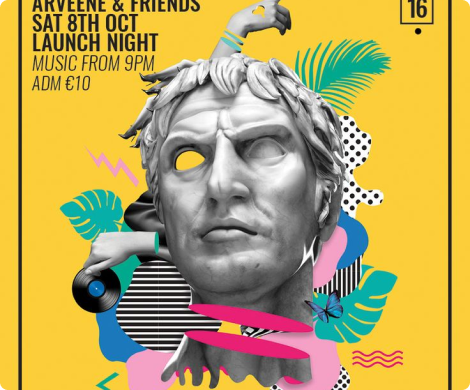 ARVEENE & FRIENDS
SAT 8TH OCT
LAUNCH NIGHT
MUSIC FROM 9PM
ADM €10
16